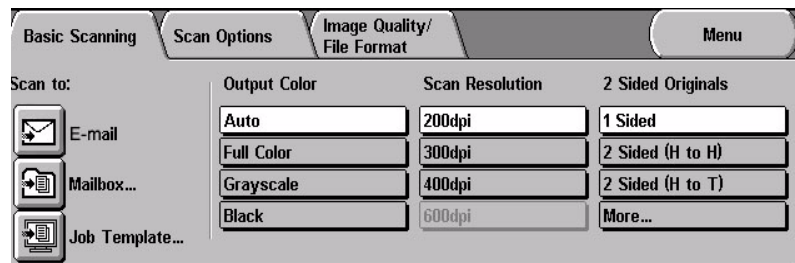 Basic Scanning
Scan Options
Image Quality/
File Format
Menu
Scan to:
E-mail
Mailbox...
Job Template...
Output Color
Auto
Full Color
Grayscale
Black
Scan Resolution
200dpi
300dpi
400dpi
600dpi
2 Sided Originals
1 Sided
2 Sided (H to H)
2 Sided (H to T)
More...